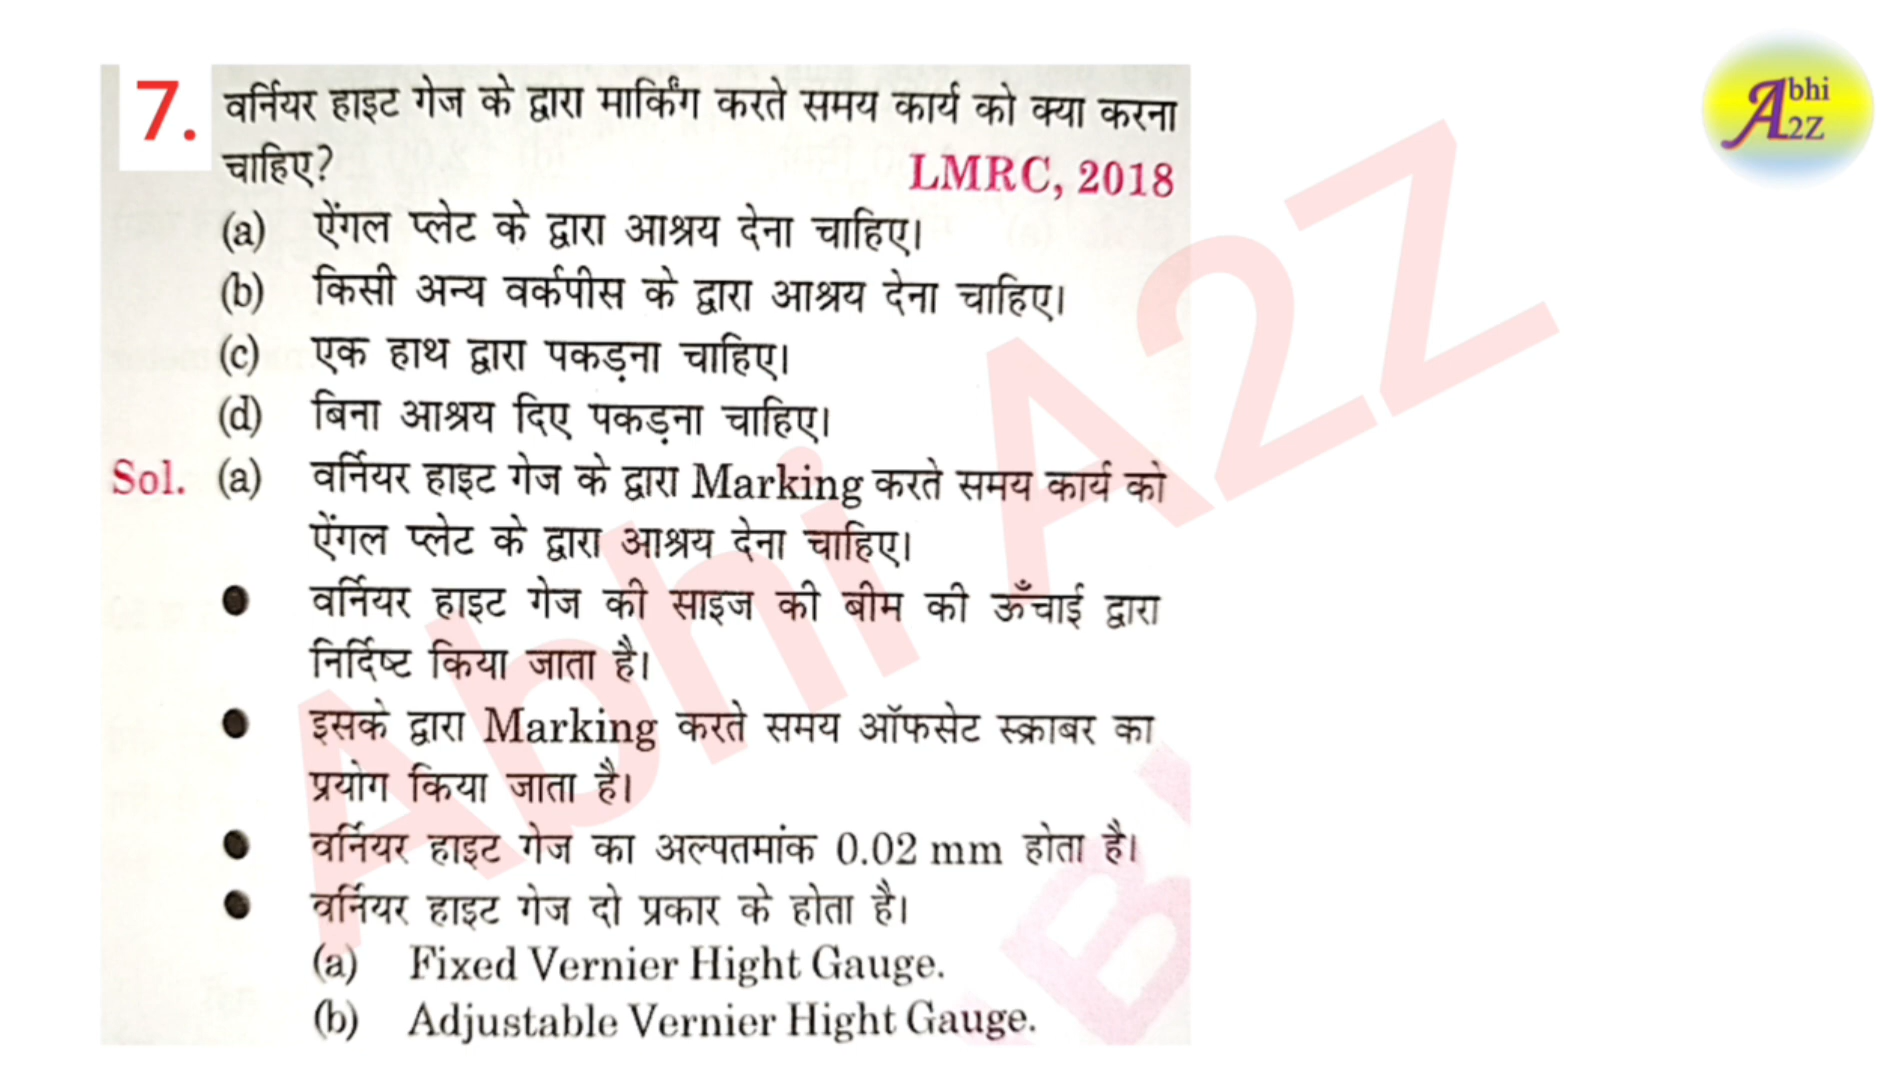 7. वर्नियर हाइट गेज के द्वारा मार्किंग करते समय कार्य को क्या करना
चाहिए? LMRC, 2018
(a) ऐंगल प्लेट के द्वारा आश्रय देना चाहिए।
(b) किसी अन्य वर्कपीस के द्वारा आश्रय देना चाहिए।
(c) एक हाथ द्वारा पकड़ना चाहिए।
(d) बिना आश्रय दिए पकड़ना चाहिए।
Sol. (a) वर्नियर हाइट गेज के द्वारा Marking करते समय कार्य को
ऐंगल प्लेट के द्वारा आश्रय देना चाहिए।
● वर्नियर हाइट गेज की साइज की बीम की ऊँचाई द्वारा
निर्दिष्ट किया जाता है।
● इसके द्वारा Marking करते समय ऑफसेट स्क्राबर का
प्रयोग किया जाता है।
● वर्नियर हाइट गेज का अल्पतमांक 0.02 mm होता है।
● वर्नियर हाइट गेज दो प्रकार के होता है।
(a) Fixed Vernier Hight Gauge.
(b) Adjustable Vernier Hight Gauge.
Abhi A2Z
Abhi
A2Z